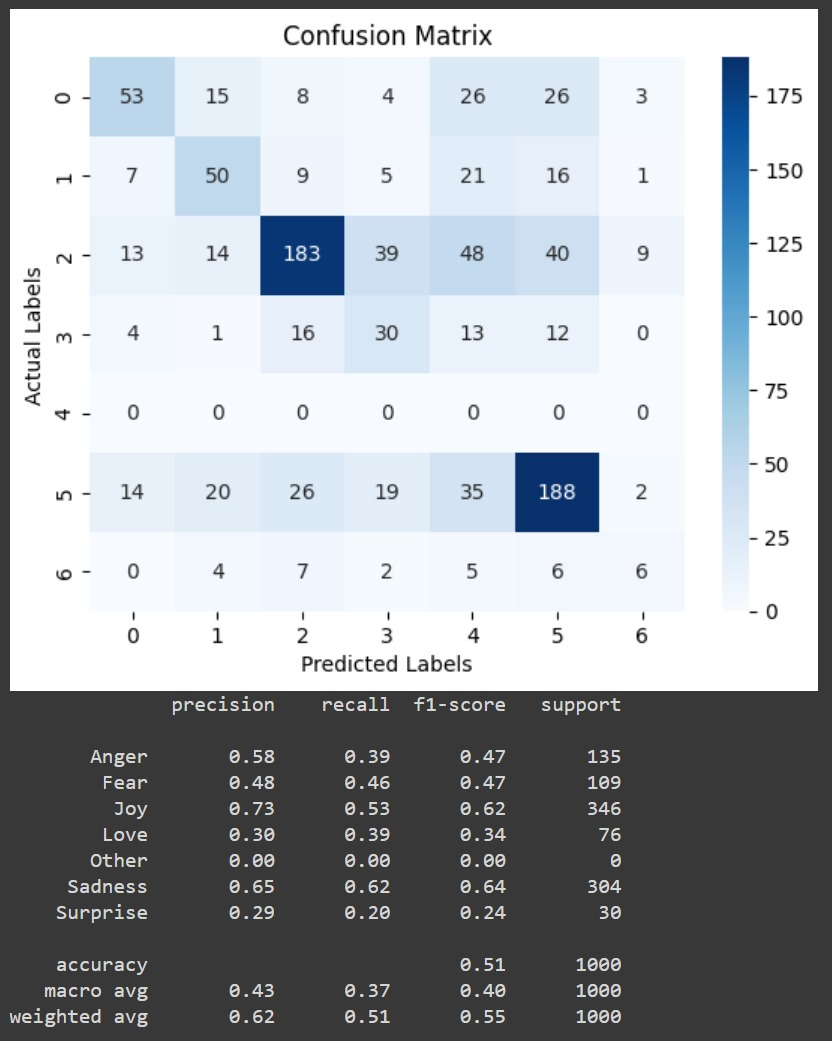 Confusion Matrix
0 53 15 8 4 26 26 3
1 7 50 9 5 21 16 1
2 13 14 183 39 48 40 9
3 4 1 16 30 13 12 0
4 0 0 0 0 0 0 0
5 14 20 26 19 35 188 2
6 0 4 7 2 5 6 6
0 1 2 3 4 5 6
Actual Labels
Predicted Labels
175
150
125
100
75
50
25
0
precision recall f1-score support
Anger 0.58 0.39 0.47 135
Fear 0.48 0.46 0.47 109
Joy 0.73 0.53 0.62 346
Love 0.30 0.39 0.34 76
Other 0.00 0.00 0.00 0
Sadness 0.65 0.62 0.64 304
Surprise 0.29 0.20 0.24 30
accuracy 0.51 1000
macro avg 0.43 0.37 0.40 1000
weighted avg 0.62 0.51 0.55 1000